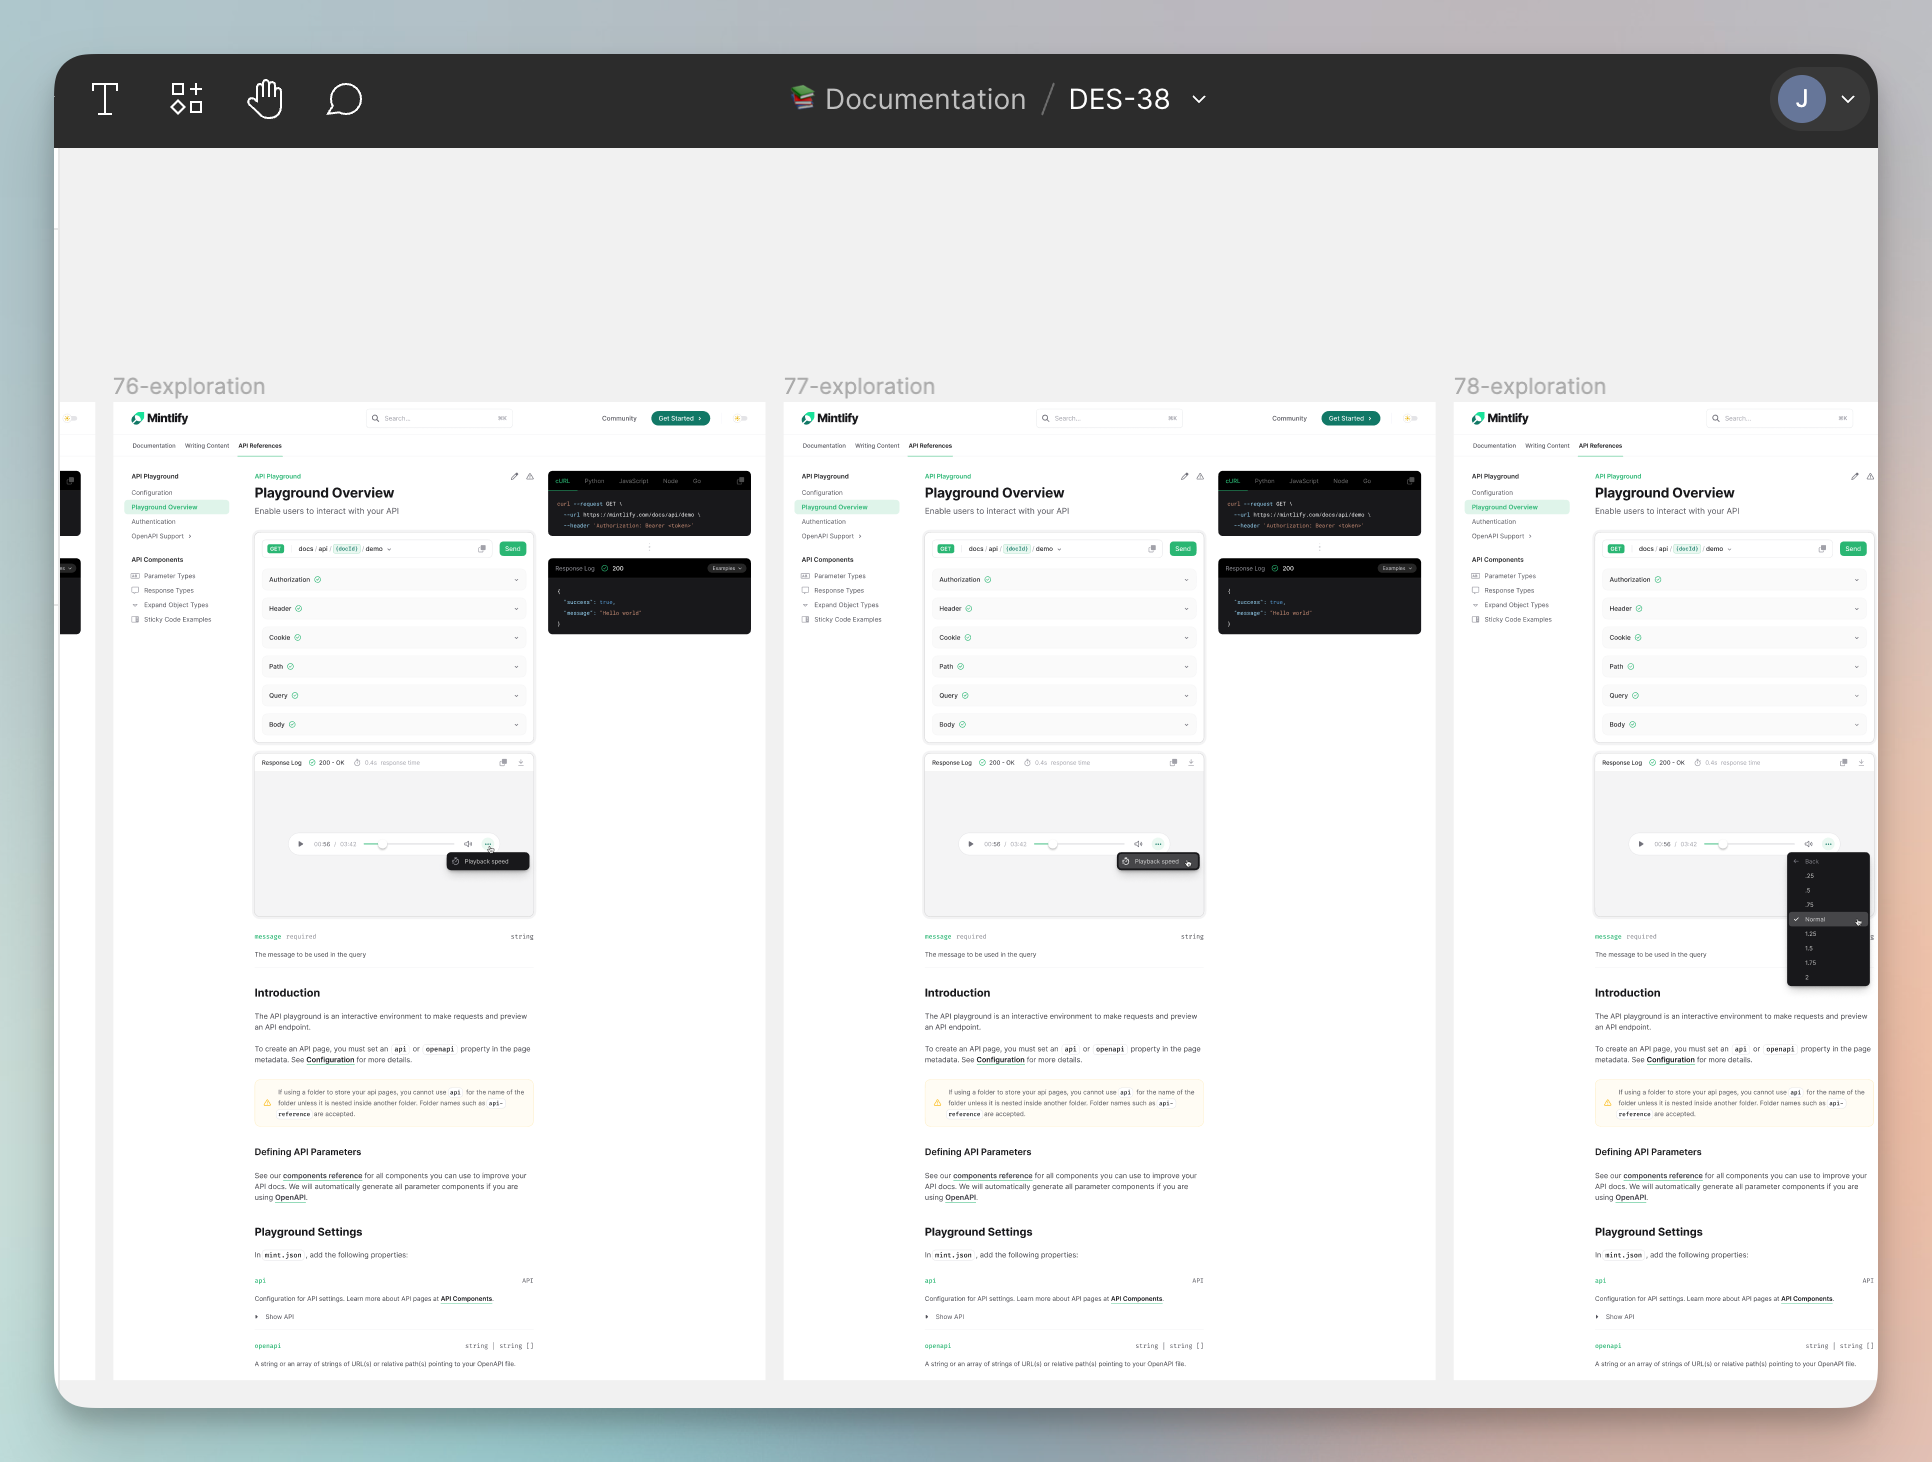 Documentation / DES-38
J
76-exploration
Mintlify
Search...
⌘K
Community
Get Started
Documentation
Writing Content
API References
API Playground
Configuration
Playground Overview
Authentication
OpenAPI Support
API Components
Parameter Types
Response Types
Expand Object Types
Sticky Code Examples
API Playground
Playground Overview
Enable users to interact with your API
GET docs / api / {docId} / demo
Send
Authorization
Header
Cookie
Path
Query
Body
Response Log 200 - OK 0.4s response time
00:56 / 03:42
Playback speed
message required string
The message to be used in the query
Introduction
The API playground is an interactive environment to make requests and preview
an API endpoint.
To create an API page, you must set an api or openapi property in the page
metadata. See Configuration for more details.
If using a folder to store your api pages, you cannot use api for the name of the
folder unless it is nested inside another folder. Folder names such as api-
reference are accepted.
Defining API Parameters
See our components reference for all components you can use to improve your
API docs. We will automatically generate all parameter components if you are
using OpenAPI.
Playground Settings
In mint.json , add the following properties:
api API
Configuration for API settings. Learn more about API pages at API Components.
Show API
openapi string | string []
A string or an array of strings of URL(s) or relative path(s) pointing to your OpenAPI file.
cURL Python JavaScript Node Go
curl --request GET \
--url https://mintlify.com/docs/api/demo \
--header 'Authorization: Bearer <token>'
Response Log 200 Examples
{
"success": true,
"message": "Hello world"
}
77-exploration
Mintlify
Search...
⌘K
Community
Get Started
Documentation
Writing Content
API References
API Playground
Configuration
Playground Overview
Authentication
OpenAPI Support
API Components
Parameter Types
Response Types
Expand Object Types
Sticky Code Examples
API Playground
Playground Overview
Enable users to interact with your API
GET docs / api / {docId} / demo
Send
Authorization
Header
Cookie
Path
Query
Body
Response Log 200 - OK 0.4s response time
00:56 / 03:42
Playback speed
message required string
The message to be used in the query
Introduction
The API playground is an interactive environment to make requests and preview
an API endpoint.
To create an API page, you must set an api or openapi property in the page
metadata. See Configuration for more details.
If using a folder to store your api pages, you cannot use api for the name of the
folder unless it is nested inside another folder. Folder names such as api-
reference are accepted.
Defining API Parameters
See our components reference for all components you can use to improve your
API docs. We will automatically generate all parameter components if you are
using OpenAPI.
Playground Settings
In mint.json , add the following properties:
api API
Configuration for API settings. Learn more about API pages at API Components.
Show API
openapi string | string []
A string or an array of strings of URL(s) or relative path(s) pointing to your OpenAPI file.
cURL Python JavaScript Node Go
curl --request GET \
--url https://mintlify.com/docs/api/demo \
--header 'Authorization: Bearer <token>'
Response Log 200 Examples
{
"success": true,
"message": "Hello world"
}
78-exploration
Mintlify
Search...
⌘K
Documentation
Writing Content
API References
API Playground
Configuration
Playground Overview
Authentication
OpenAPI Support
API Components
Parameter Types
Response Types
Expand Object Types
Sticky Code Examples
API Playground
Playground Overview
Enable users to interact with your API
GET docs / api / {docId} / demo
Send
Authorization
Header
Cookie
Path
Query
Body
Response Log 200 - OK 0.4s response time
00:56 / 03:42
Back
.25
.5
.75
Normal
1.25
1.5
1.75
2
message required
The message to be used in the query
Introduction
The API playground is an interactive environment to make requests and preview
an API endpoint.
To create an API page, you must set an api or openapi property in the page
metadata. See Configuration for more details.
If using a folder to store your api pages, you cannot use api for the name of the
folder unless it is nested inside another folder. Folder names such as api-
reference are accepted.
Defining API Parameters
See our components reference for all components you can use to improve your
API docs. We will automatically generate all parameter components if you are
using OpenAPI.
Playground Settings
In mint.json , add the following properties:
api API
Configuration for API settings. Learn more about API pages at API Components.
Show API
openapi string | string []
A string or an array of strings of URL(s) or relative path(s) pointing to your OpenAPI file.